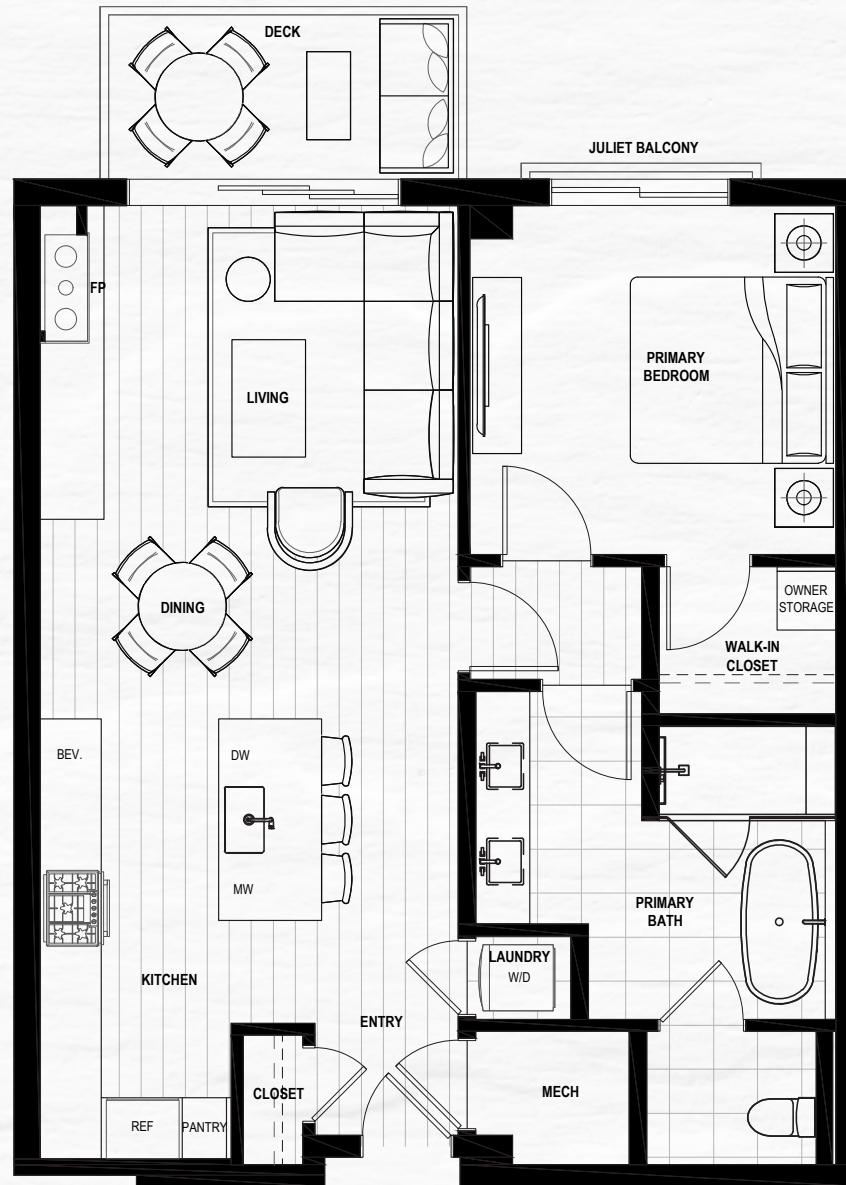 DECK
JULIET BALCONY
FP
PRIMARY
BEDROOM
LIVING
DINING
OWNER
STORAGE
WALK-IN
CLOSET
BEV.
DW
MW
PRIMARY
BATH
LAUNDRY
W/D
KITCHEN
ENTRY
CLOSET
MECH
REF
PANTRY